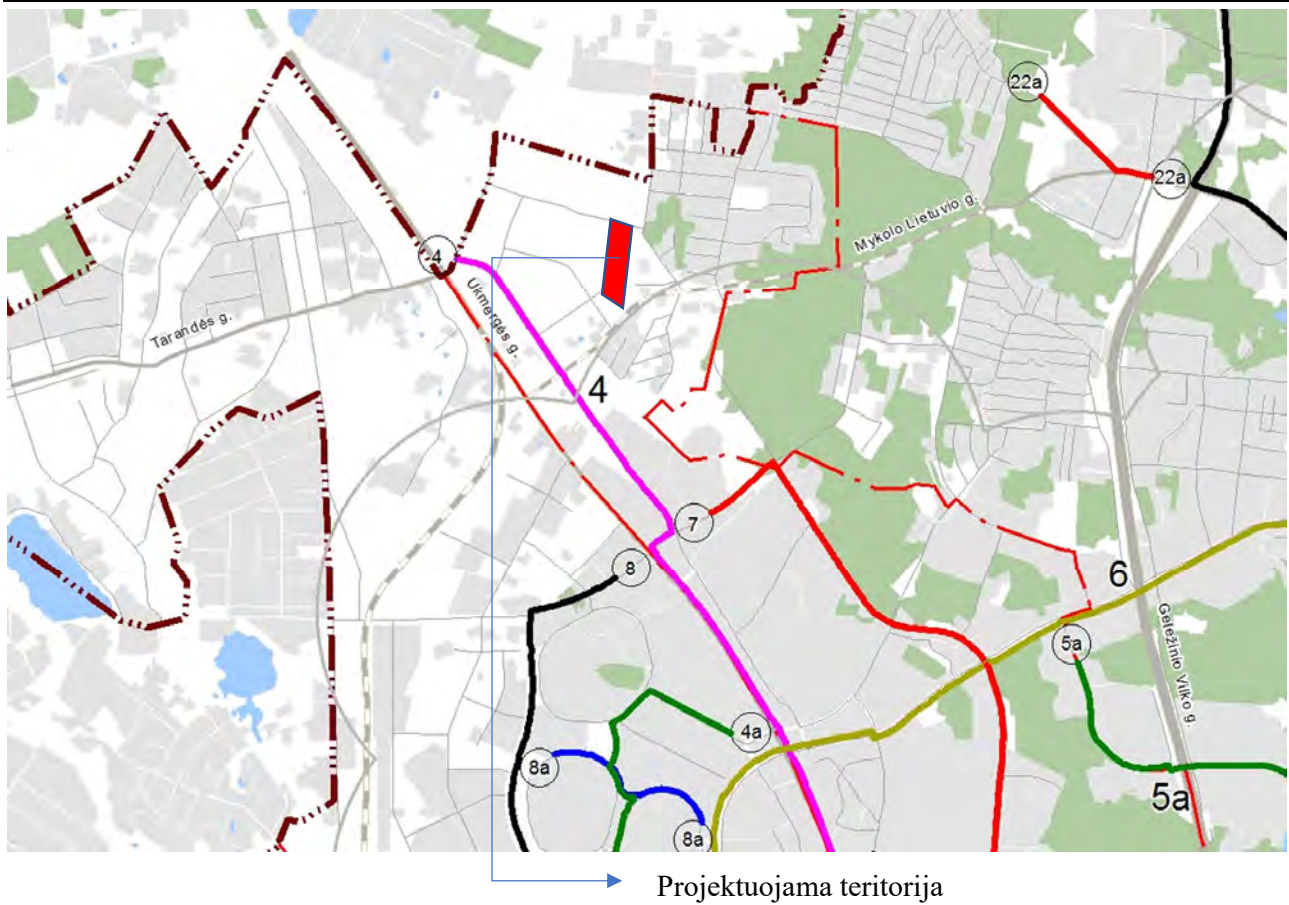 22a
22a
Mykolo Lietuvio g.
4
Ukmergės g.
Tarandės g.
4
7
8
6
5a
Geležinio Vilko g.
4a
8a
5a
8a
Projektuojama teritorija